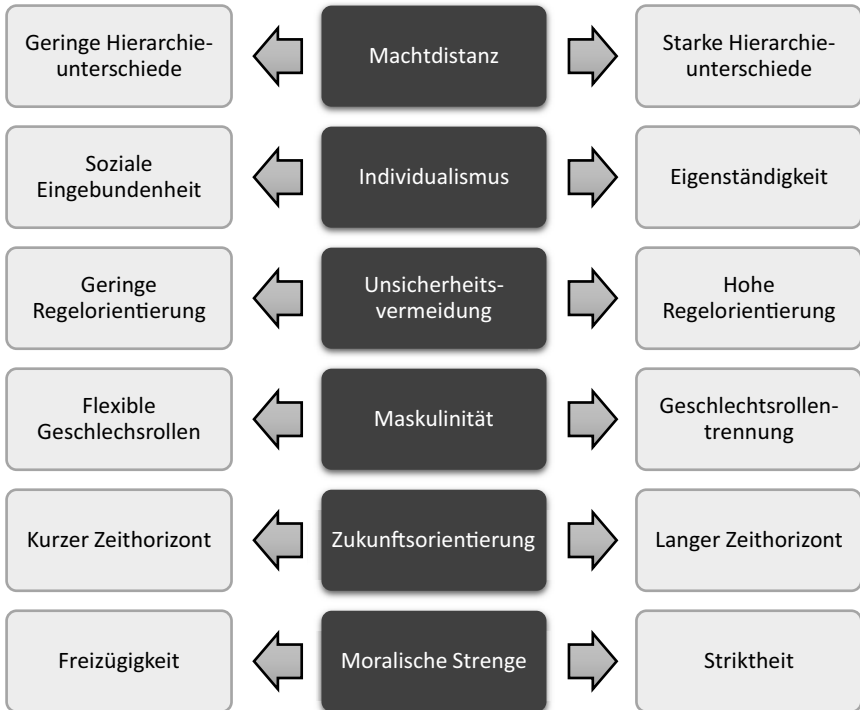 Geringe Hierarchie-
unterschiede
Machtdistanz
Starke Hierarchie-
unterschiede
Soziale
Eingebundenheit
Individualismus
Eigenständigkeit
Geringe
Regelorientierung
Unsicherheits-
vermeidung
Hohe
Regelorientierung
Flexible
Geschlechsrollen
Maskulinität
Geschlechtsrollen-
trennung
Kurzer Zeithorizont
Zukunftsorientierung
Langer Zeithorizont
Freizügigkeit
Moralische Strenge
Striktheit